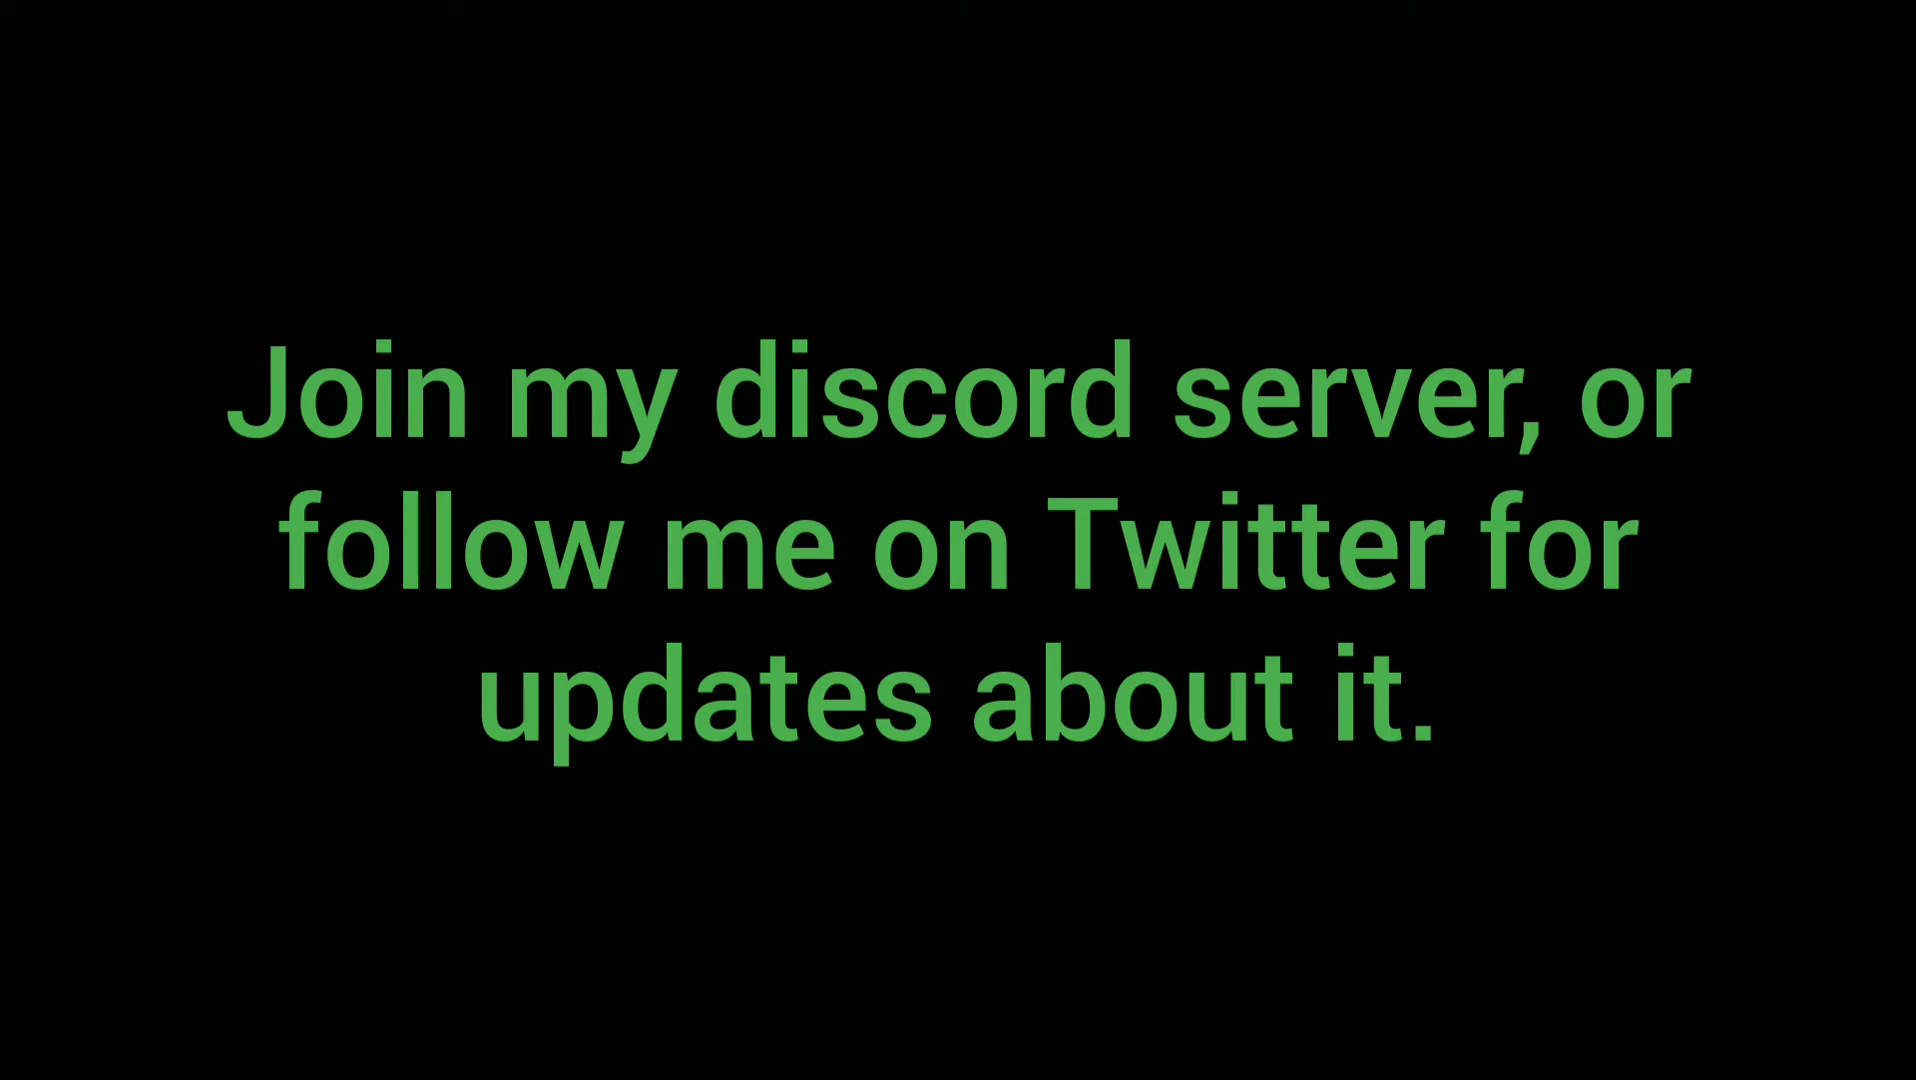 Join my discord server, or
follow me on Twitter for
updates about it.